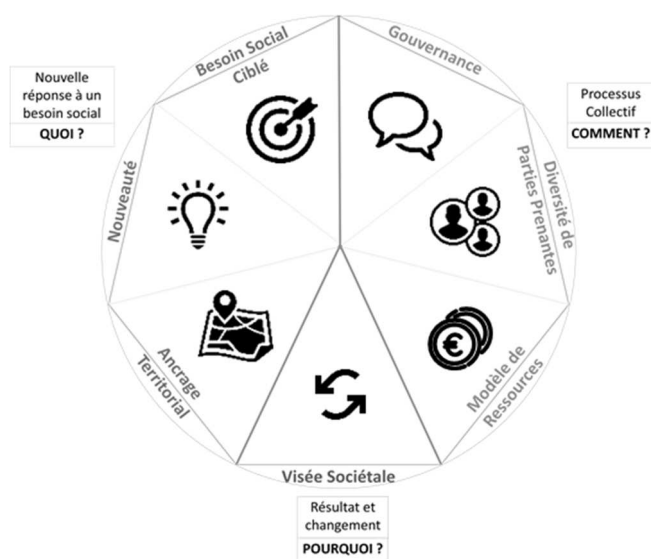 Besoin Social
Ciblé
Gouvernance
Nouvelle
réponse à un
besoin social
QUOI ?
Processus
Collectif
COMMENT ?
Nouveauté
Diversité de
Parties Prenantes
€
Ancrage
Territorial
Modèle de
Ressources
Visée Sociétale
Résultat et
changement
POURQUOI ?